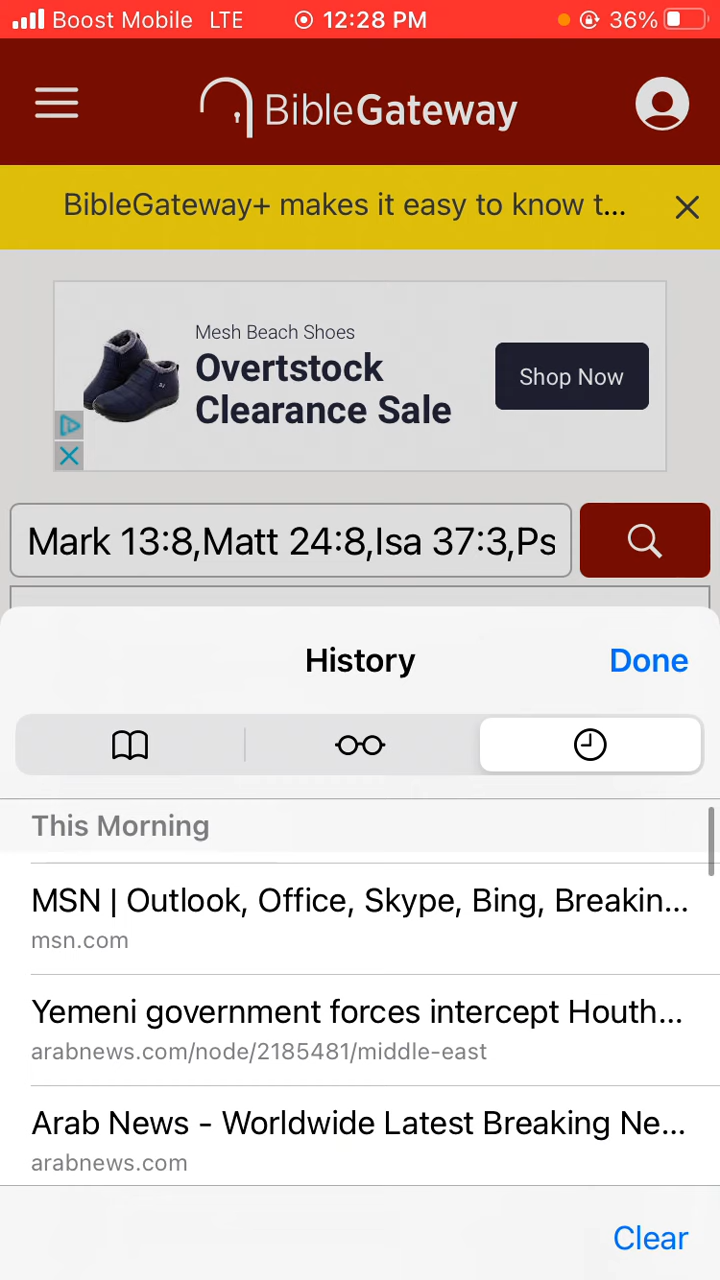 Boost Mobile LTE 12:28 PM 36%
BibleGateway
BibleGateway+ makes it easy to know t...
Mesh Beach Shoes
Overtstock
Clearance Sale
Shop Now
Mark 13:8,Matt 24:8,Isa 37:3,Ps
History
Done
This Morning
MSN | Outlook, Office, Skype, Bing, Breakin...
msn.com
Yemeni government forces intercept Houth...
arabnews.com/node/2185481/middle-east
Arab News - Worldwide Latest Breaking Ne...
arabnews.com
Clear